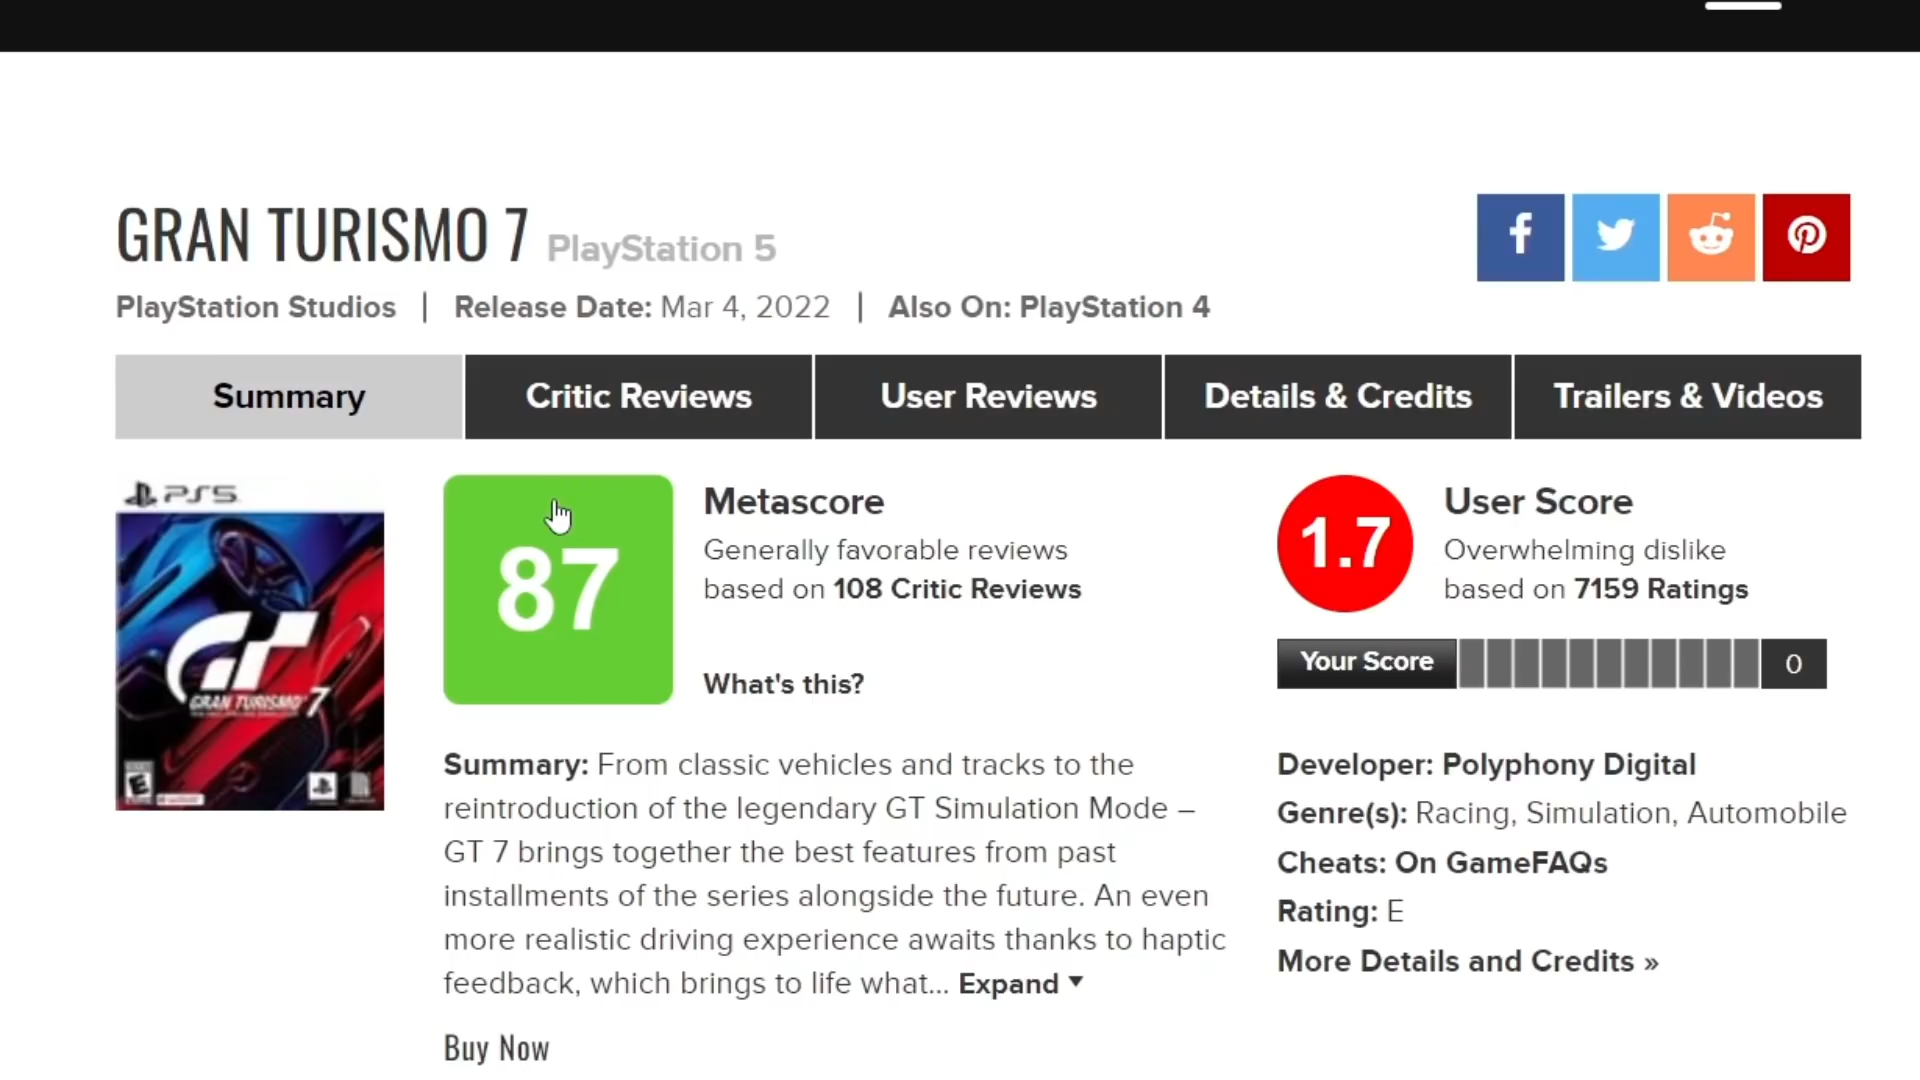 GRAN TURISMO 7 PlayStation 5
PlayStation Studios | Release Date: Mar 4, 2022 | Also On: PlayStation 4
Summary Critic Reviews User Reviews Details & Credits Trailers & Videos
PS5
GRAN TURISMO 7
E
87
Metascore
Generally favorable reviews
based on 108 Critic Reviews
What's this?
1.7
User Score
Overwhelming dislike
based on 7159 Ratings
Your Score 0
Summary: From classic vehicles and tracks to the
reintroduction of the legendary GT Simulation Mode –
GT 7 brings together the best features from past
installments of the series alongside the future. An even
more realistic driving experience awaits thanks to haptic
feedback, which brings to life what... Expand
Buy Now
Developer: Polyphony Digital
Genre(s): Racing, Simulation, Automobile
Cheats: On GameFAQs
Rating: E
More Details and Credits »